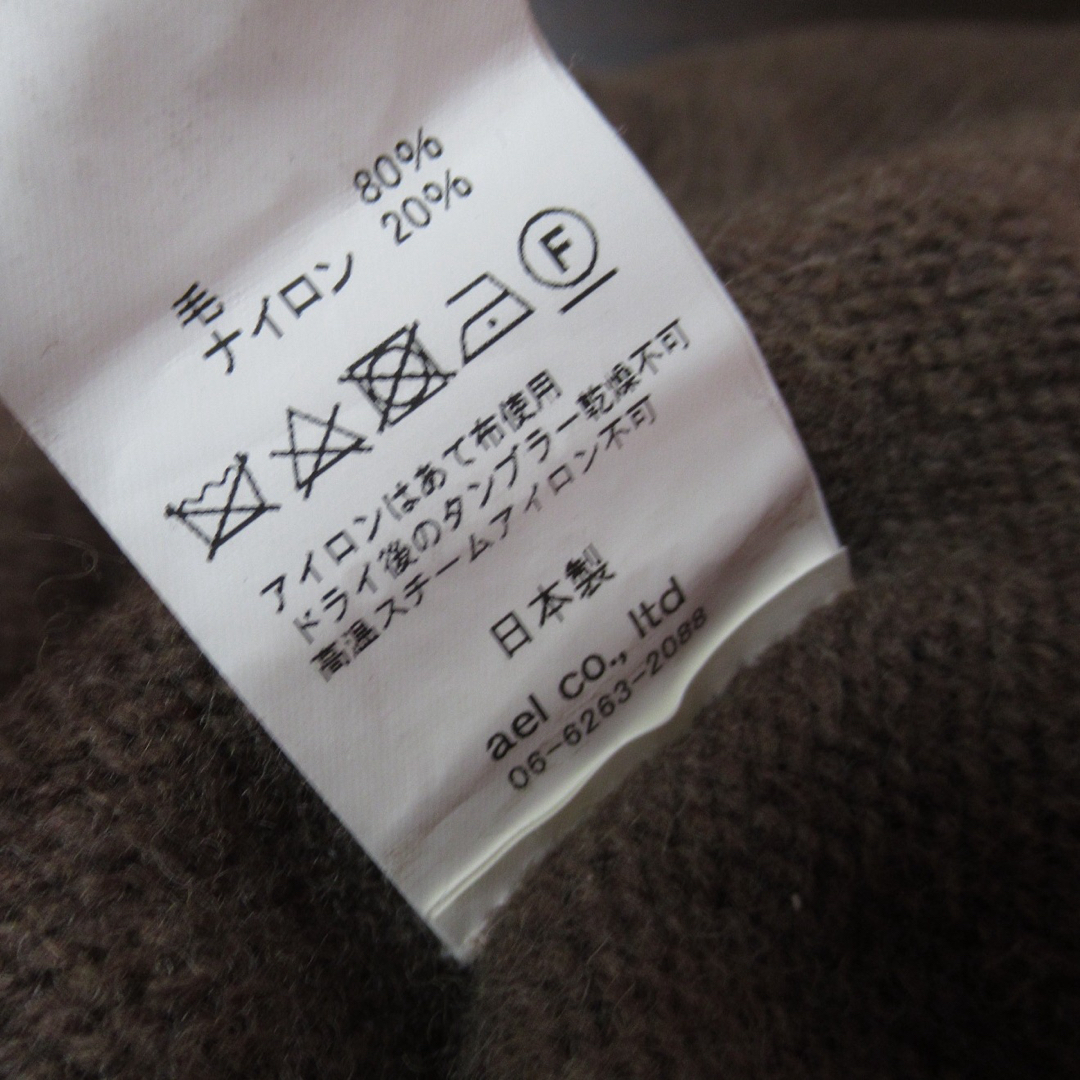 毛 80%
ナイロン 20%
F
アイロンはあて布使用
ドライ後のタンブラー乾燥不可
高温スチームアイロン不可
日本製
ael co., ltd
06-6263-2088